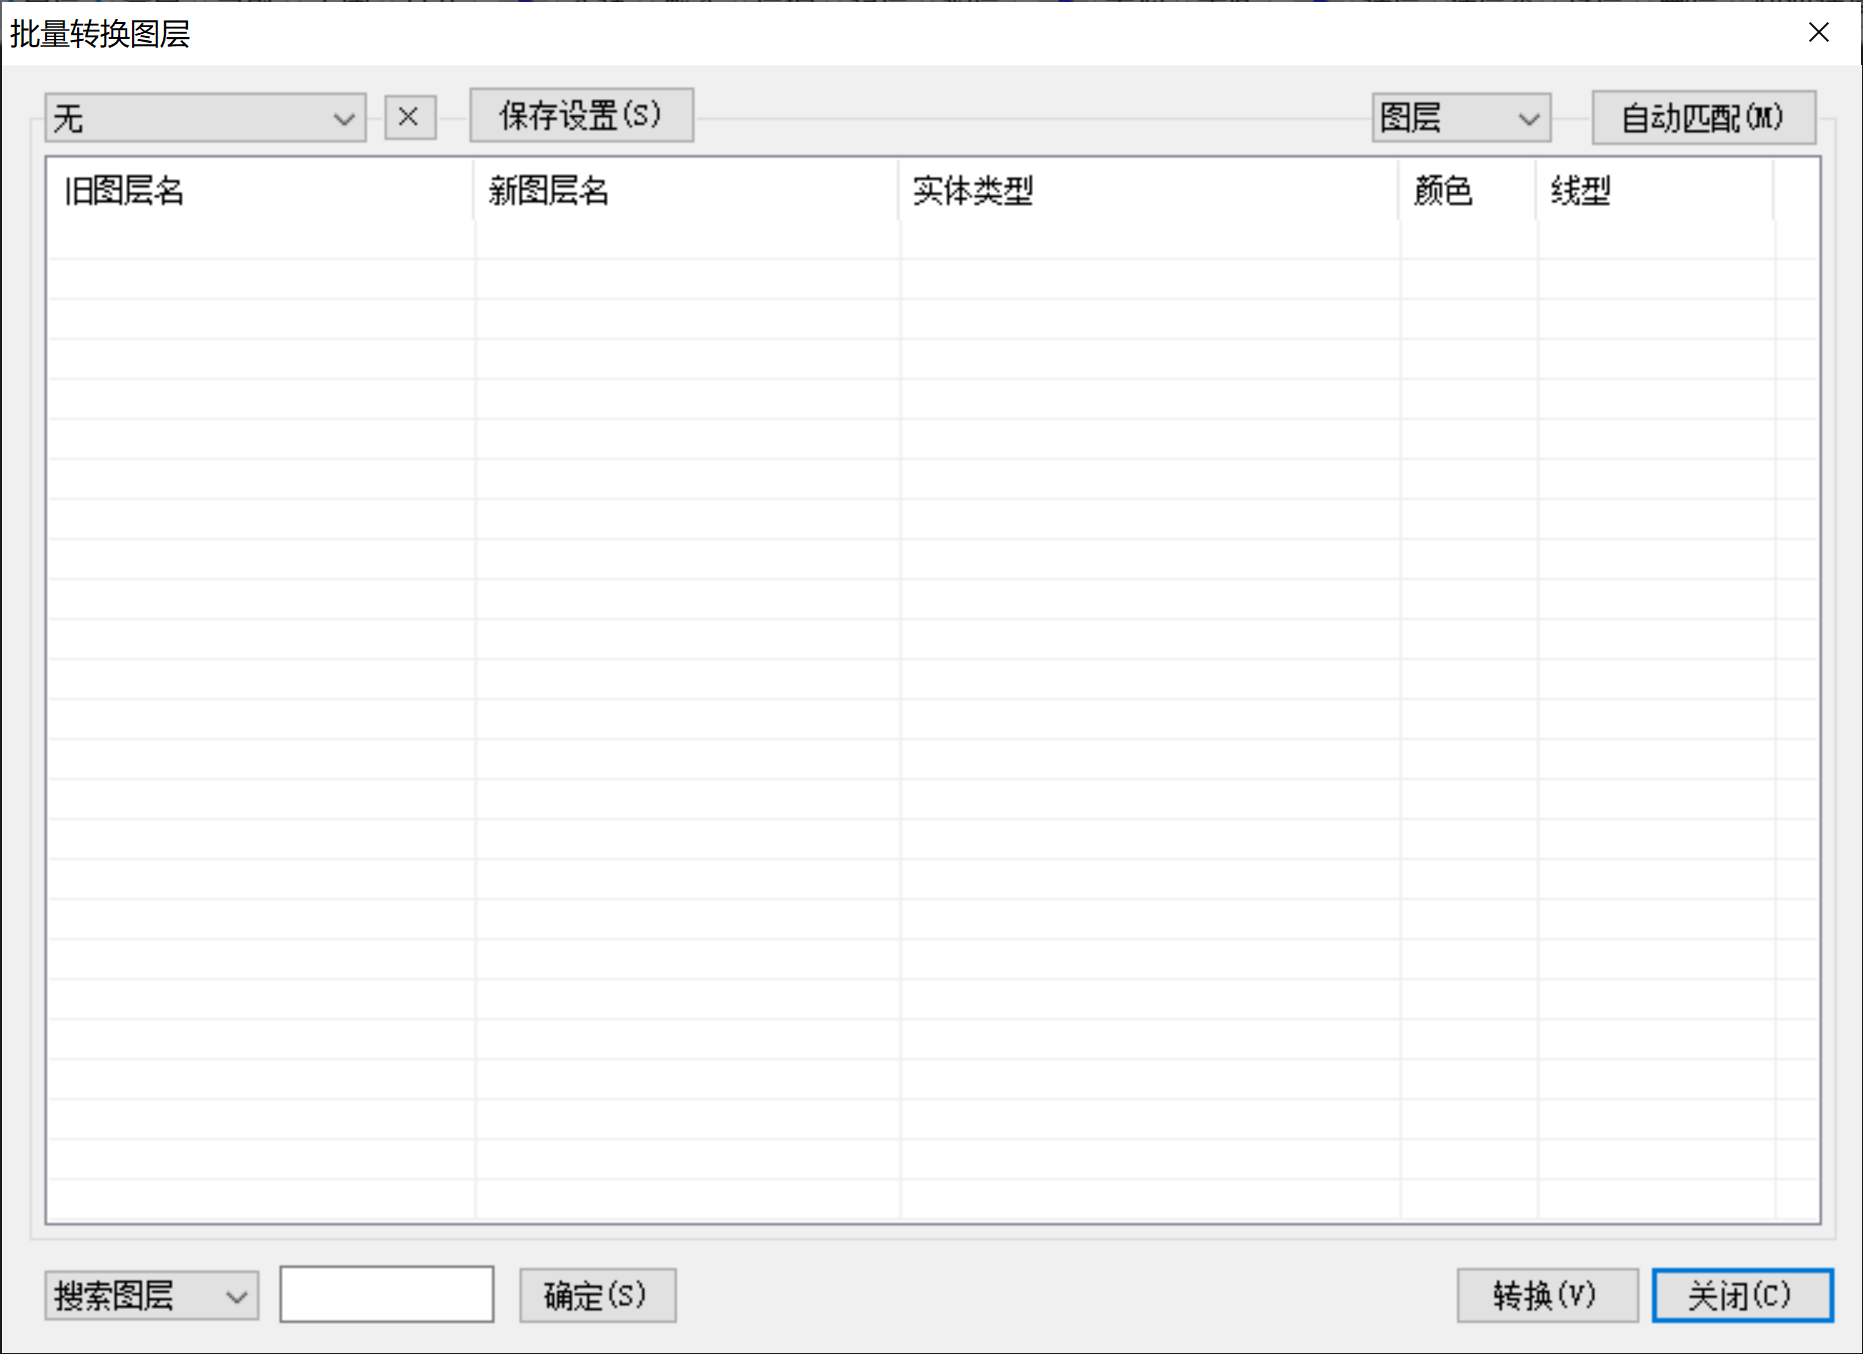 批量转换图层
无 保存设置(S) 图层 自动匹配(M)
旧图层名 新图层名 实体类型 颜色 线型
搜索图层 确定(S) 转换(V) 关闭(C)